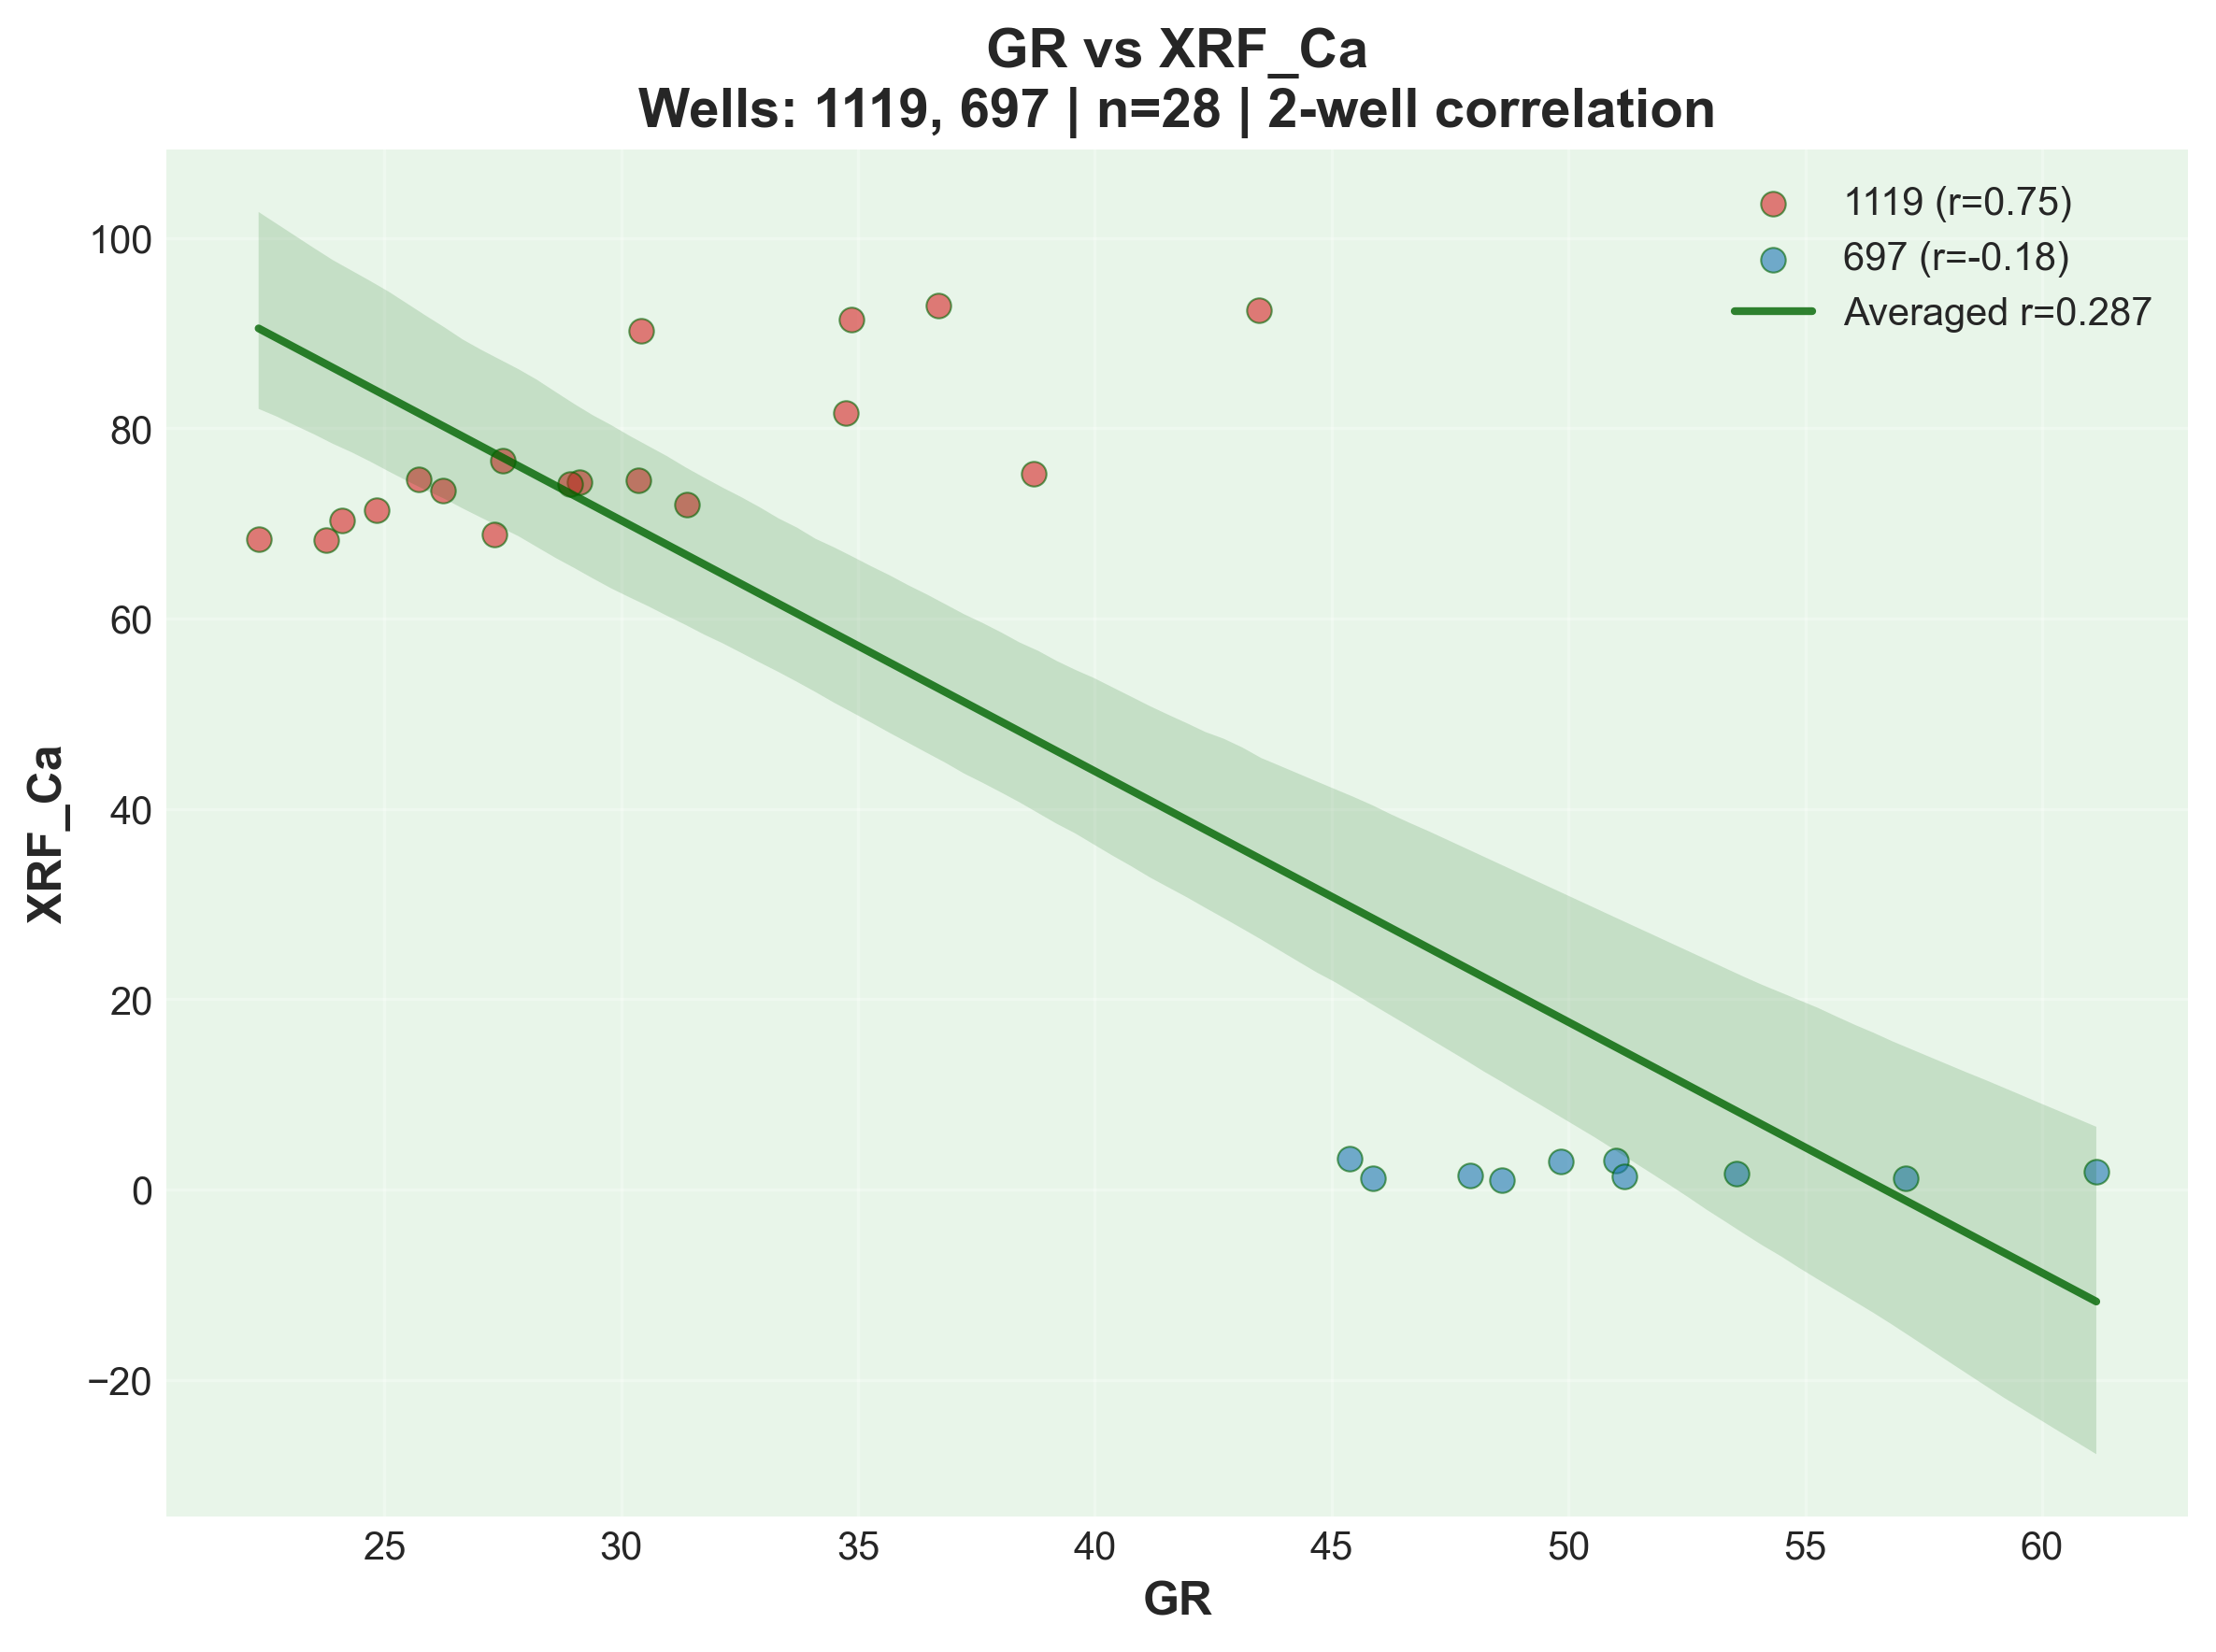 GR vs XRF_Ca
Wells: 1119, 697 | n=28 | 2-well correlation
1119 (r=0.75)
697 (r=-0.18)
Averaged r=0.287
100
80
60
40
20
0
−20
XRF_Ca
25 30 35 40 45 50 55 60
GR